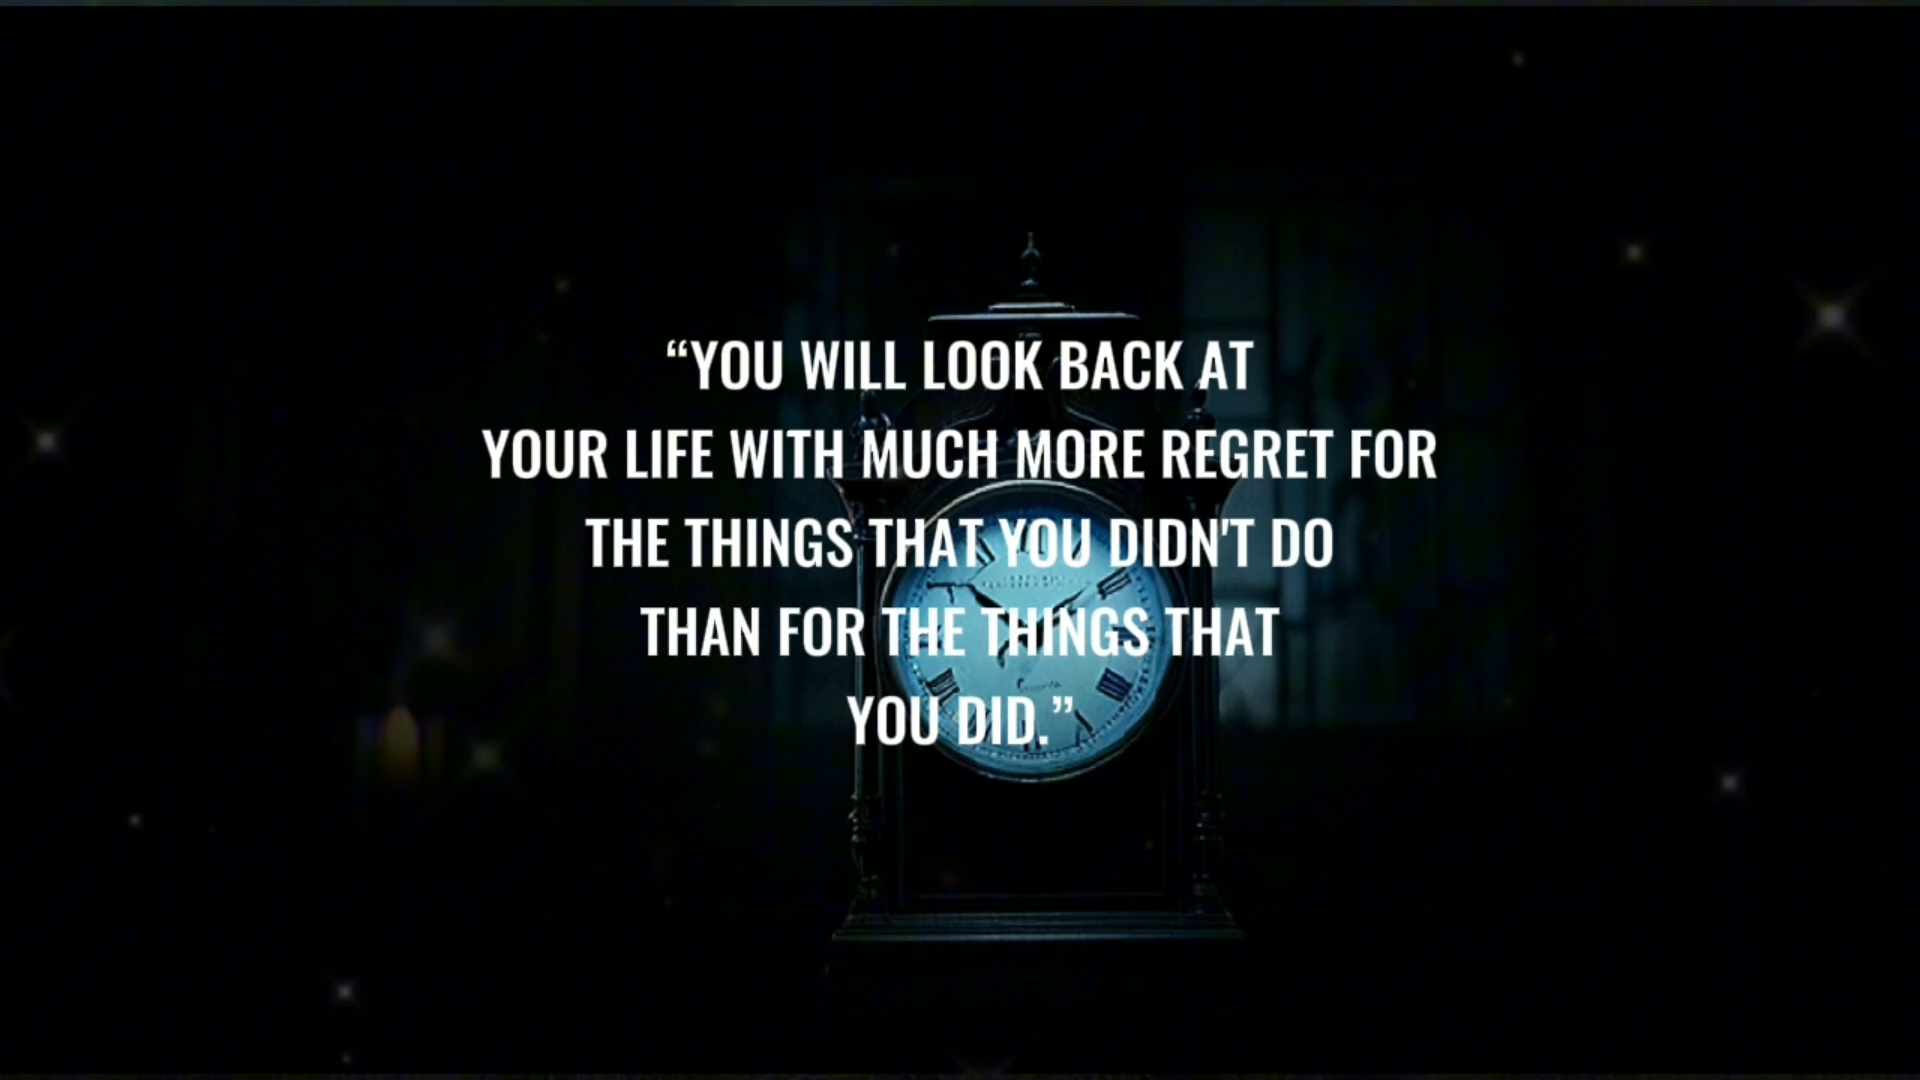 “YOU WILL LOOK BACK AT
YOUR LIFE WITH MUCH MORE REGRET FOR
THE THINGS THAT YOU DIDN'T DO
THAN FOR THE THINGS THAT
YOU DID.”